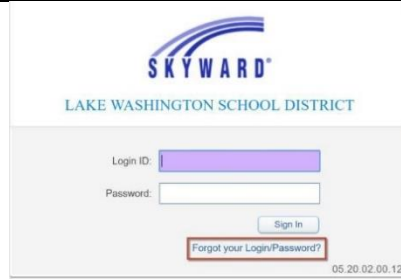 SKYWARD®
LAKE WASHINGTON SCHOOL DISTRICT
Login ID:
Password:
Sign In
Forgot your Login/Password?
05.20.02.00.12